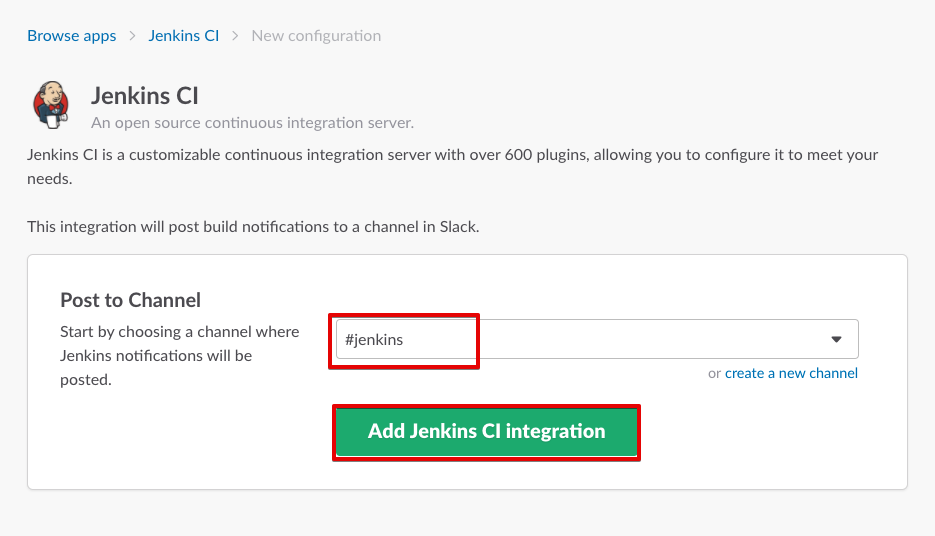 Browse apps > Jenkins CI > New configuration
Jenkins CI
An open source continuous integration server.
Jenkins CI is a customizable continuous integration server with over 600 plugins, allowing you to configure it to meet your
needs.
This integration will post build notifications to a channel in Slack.
Post to Channel
Start by choosing a channel where
Jenkins notifications will be
posted.
#jenkins
or create a new channel
Add Jenkins CI integration